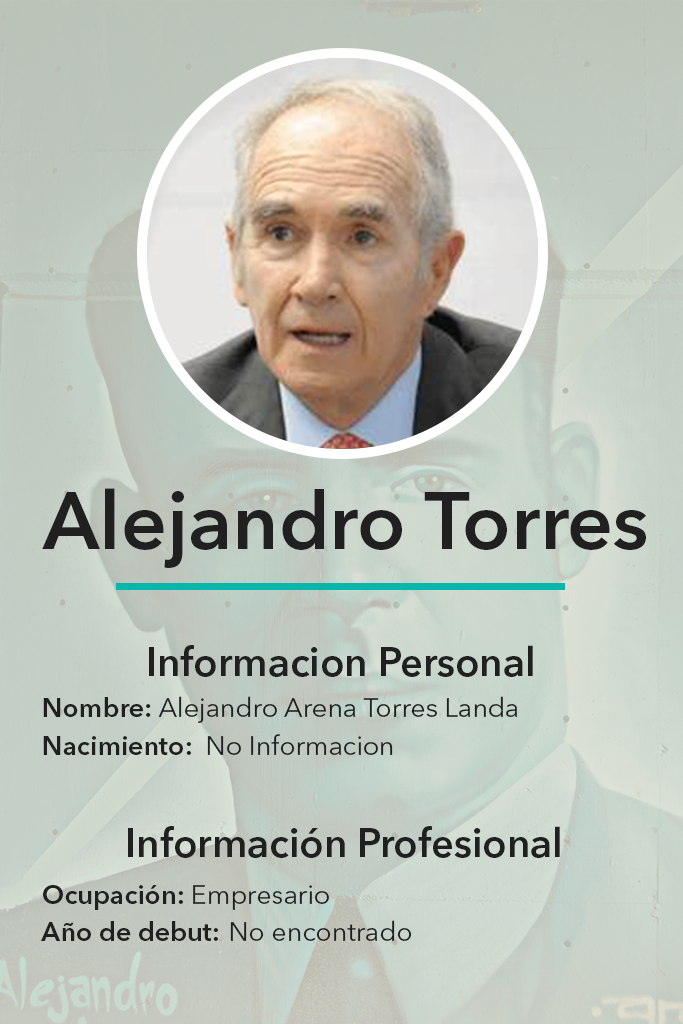 Alejandro Torres
Informacion Personal
Nombre: Alejandro Arena Torres Landa
Nacimiento: No Informacion
Información Profesional
Ocupación: Empresario
Año de debut: No encontrado
Alejandro